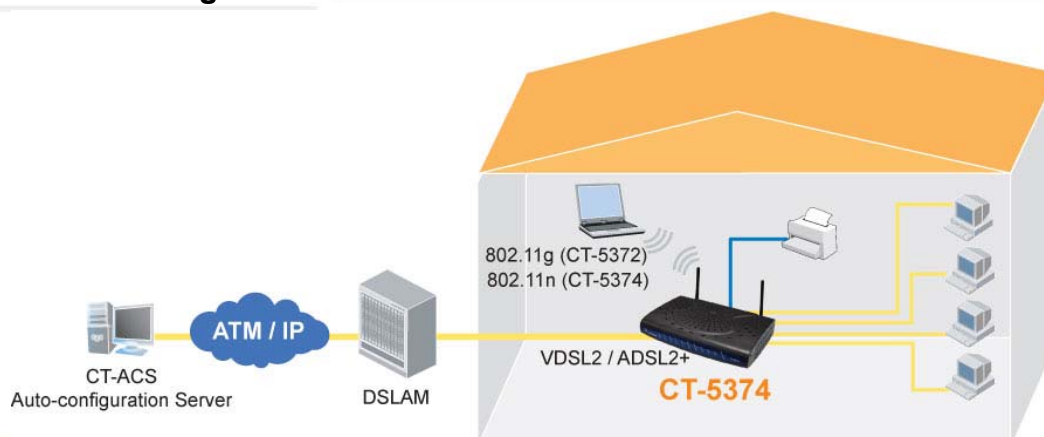 802.11g (CT-5372)
802.11n (CT-5374)
ATM / IP
VDSL2 / ADSL2+
CT-ACS
Auto-configuration Server
DSLAM
CT-5374